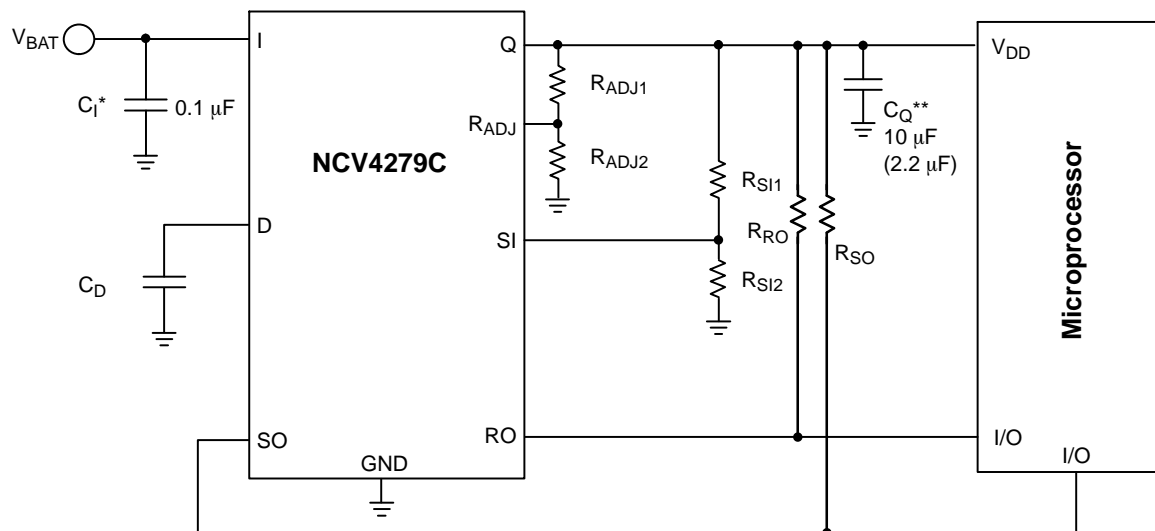 V_BAT
I
Q
V_DD
C_I*
0.1 μF
R_ADJ1
R_ADJ
R_ADJ2
C_Q**
10 μF
(2.2 μF)
NCV4279C
D
SI
R_SI1
R_RO
R_SO
C_D
R_SI2
Microprocessor
SO
RO
I/O
GND
I/O